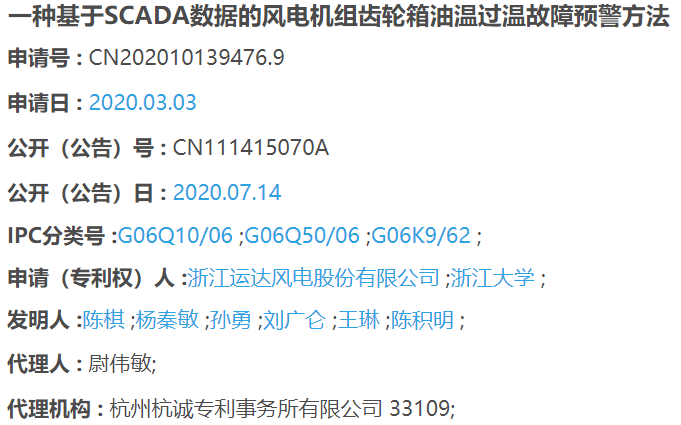 一种基于SCADA数据的风电机组齿轮箱油温过温故障预警方法
申请号 : CN202010139476.9
申请日 : 2020.03.03
公开（公告）号 : CN111415070A
公开（公告）日 : 2020.07.14
IPC分类号 :G06Q10/06 ;G06Q50/06 ;G06K9/62 ;
申请（专利权）人 :浙江运达风电股份有限公司 ;浙江大学 ;
发明人 :陈棋 ;杨秦敏 ;孙勇 ;刘广仑 ;王琳 ;陈积明 ;
代理人 : 尉伟敏;
代理机构 : 杭州杭诚专利事务所有限公司 33109;